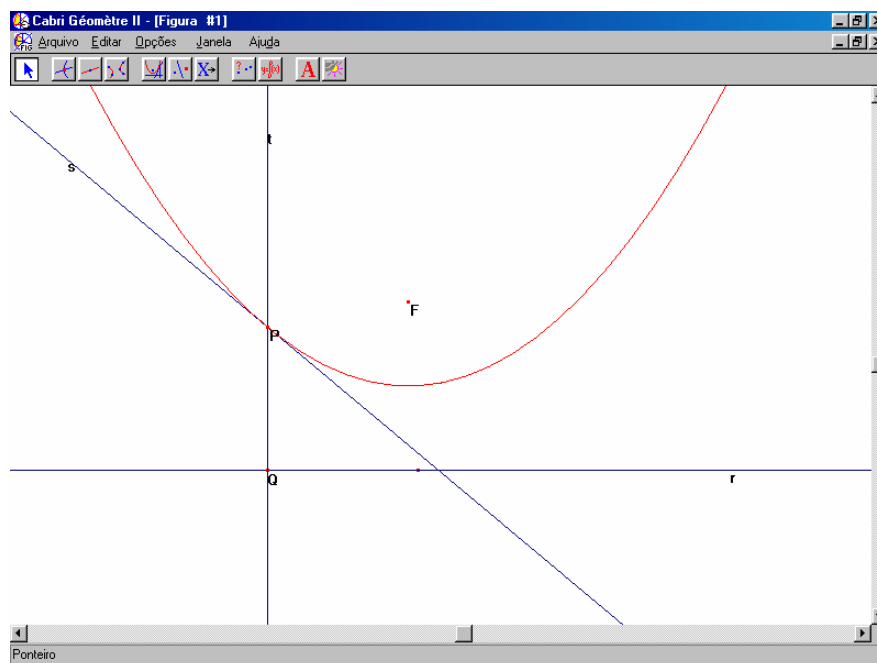 Cabri Géomètre II - [Figura #1]
Arquivo Editar Opções Janela Ajuda
A
t
s
F
P
Q
r
Ponteiro